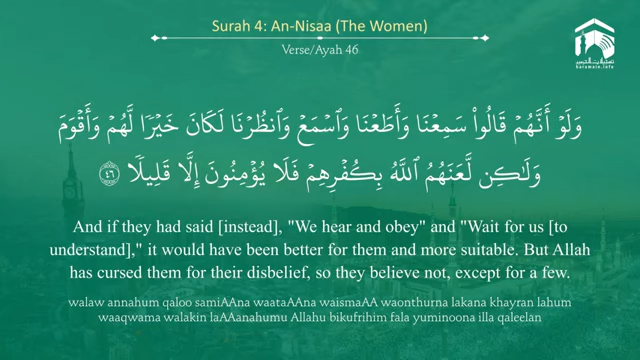 Surah 4: An-Nisaa (The Women)
Verse/Ayah 46
haramain.info
وَلَوْ أَنَّهُمْ قَالُوا۟ سَمِعْنَا وَأَطَعْنَا وَٱسْمَعْ وَٱنظُرْنَا لَكَانَ خَيْرًا لَّهُمْ وَأَقْوَمَ
وَلَـٰكِن لَّعَنَهُمُ ٱللَّهُ بِكُفْرِهِمْ فَلَا يُؤْمِنُونَ إِلَّا قَلِيلًا ٤٦
And if they had said [instead], "We hear and obey" and "Wait for us [to
understand]," it would have been better for them and more suitable. But Allah
has cursed them for their disbelief, so they believe not, except for a few.
walaw annahum qaloo samiAAna waataAAna waismaAA waonthurna lakana khayran lahum
waaqwama walakin laAAanahumu Allahu bikufrihim fala yuminoona illa qaleelan